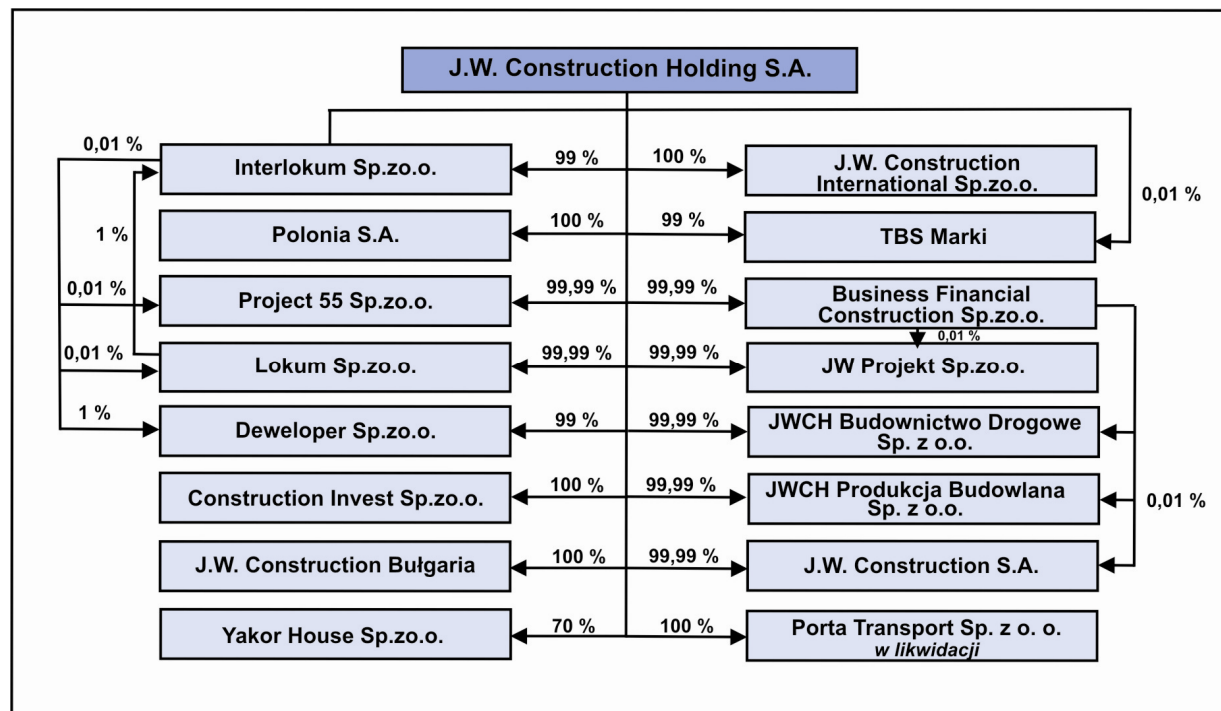 J.W. Construction Holding S.A.
0,01 %
Interlokum Sp.zo.o.
99 %
100 %
J.W. Construction
International Sp.zo.o.
0,01 %
1 %
Polonia S.A.
100 %
99 %
TBS Marki
0,01 %
Project 55 Sp.zo.o.
99,99 %
99,99 %
Business Financial
Construction Sp.zo.o.
0,01 %
0,01 %
Lokum Sp.zo.o.
99,99 %
99,99 %
JW Projekt Sp.zo.o.
1 %
Deweloper Sp.zo.o.
99 %
99,99 %
JWCH Budownictwo Drogowe
Sp. z o.o.
Construction Invest Sp.zo.o.
100 %
99,99 %
JWCH Produkcja Budowlana
Sp. z o.o.
0,01 %
J.W. Construction Bułgaria
100 %
99,99 %
J.W. Construction S.A.
Yakor House Sp.zo.o.
70 %
100 %
Porta Transport Sp. z o. o.
w likwidacji